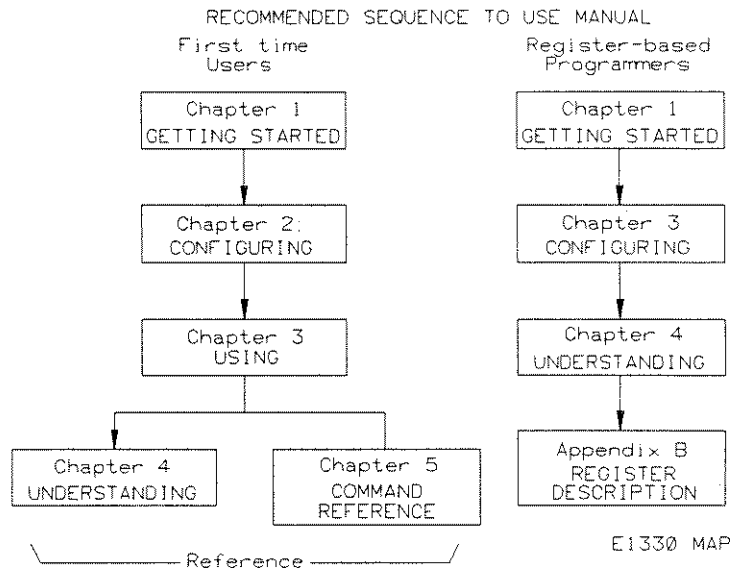 RECOMMENDED SEQUENCE TO USE MANUAL
First time
Users
Chapter 1
GETTING STARTED
Chapter 2:
CONFIGURING
Chapter 3
USING
Chapter 4
UNDERSTANDING
Chapter 5
COMMAND
REFERENCE
Reference
Register-based
Programmers
Chapter 1
GETTING STARTED
Chapter 3
CONFIGURING
Chapter 4
UNDERSTANDING
Appendix B
REGISTER
DESCRIPTION
E1330 MAP